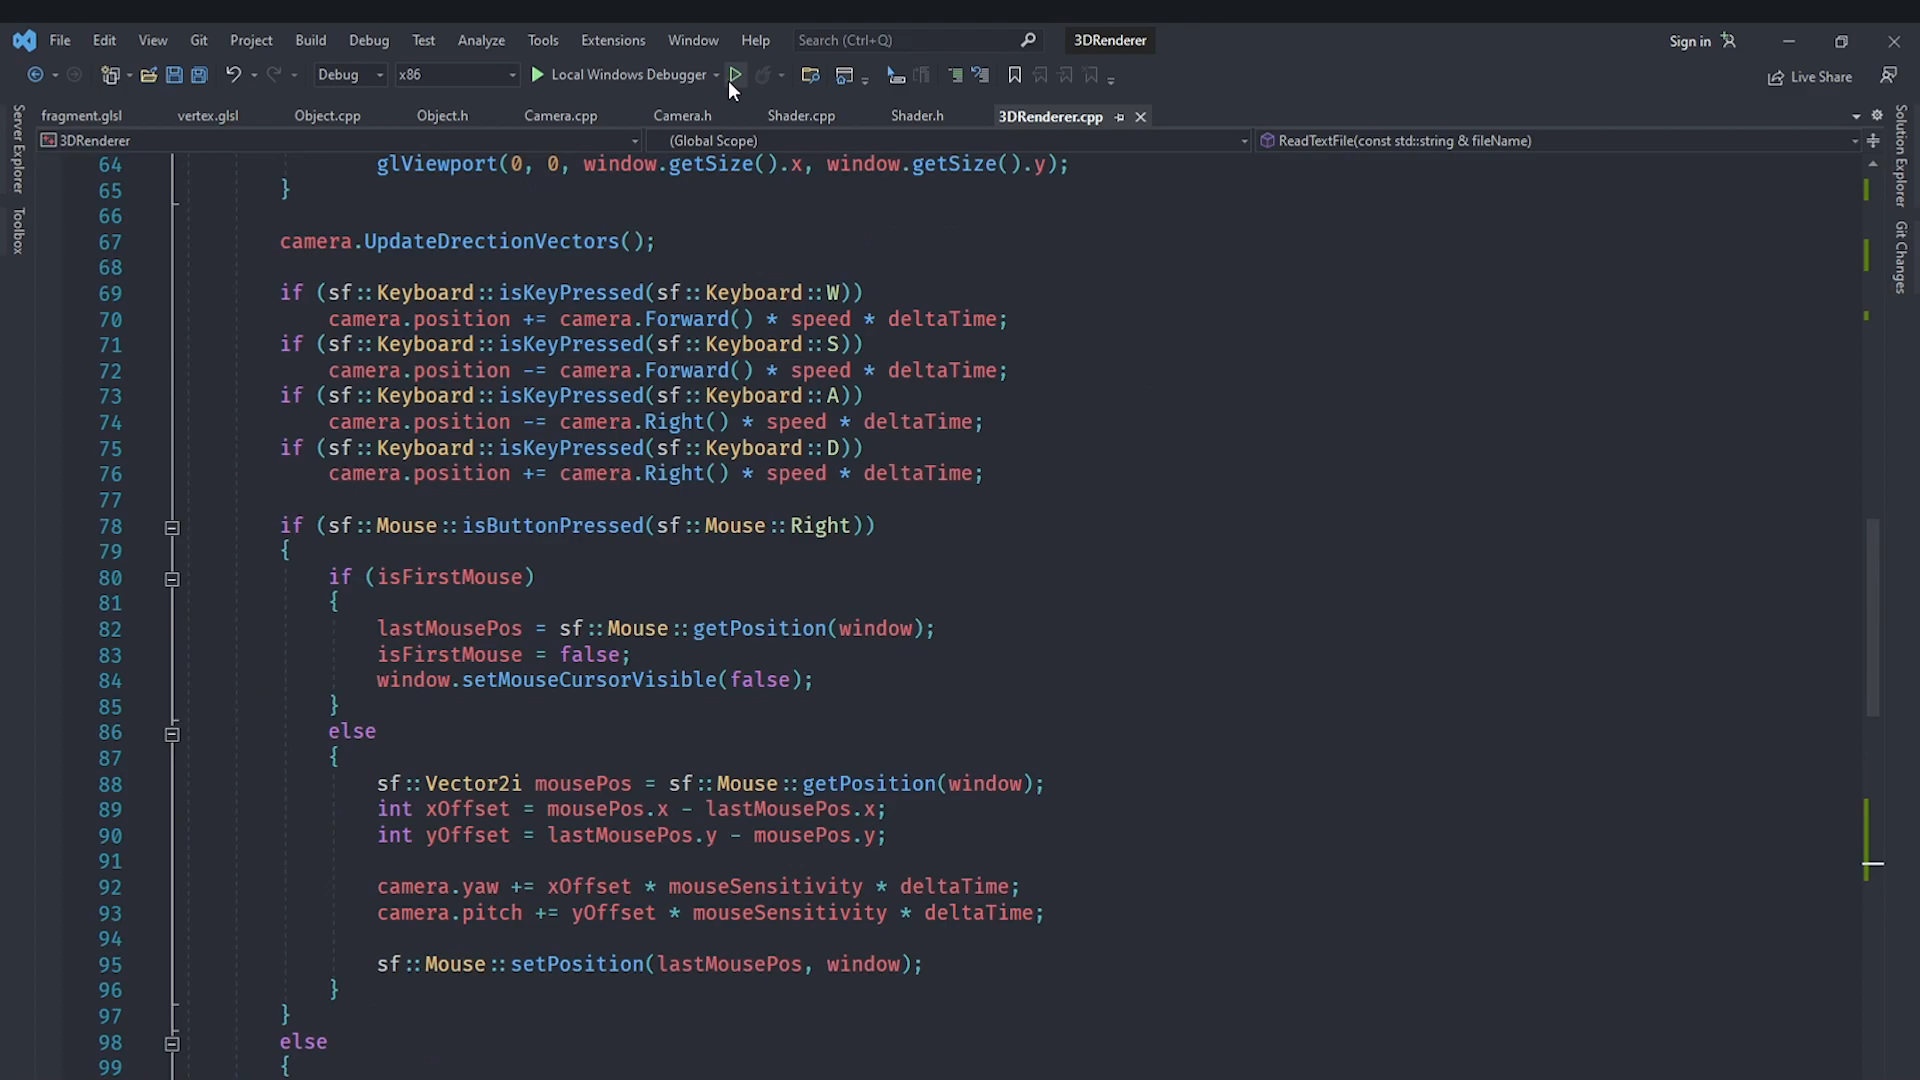 File Edit View Git Project Build Debug Test Analyze Tools Extensions Window Help Search (Ctrl+Q) 3DRenderer Sign in
Debug x86 Local Windows Debugger Live Share
fragment.glsl vertex.glsl Object.cpp Object.h Camera.cpp Camera.h Shader.cpp Shader.h 3DRenderer.cpp
3DRenderer (Global Scope) ReadTextFile(const std::string & fileName)
Server Explorer
Toolbox
Solution Explorer
Git Changes
64 glViewport(0, 0, window.getSize().x, window.getSize().y);
65 }
66
67 camera.UpdateDrectionVectors();
68
69 if (sf::Keyboard::isKeyPressed(sf::Keyboard::W))
70 camera.position += camera.Forward() * speed * deltaTime;
71 if (sf::Keyboard::isKeyPressed(sf::Keyboard::S))
72 camera.position -= camera.Forward() * speed * deltaTime;
73 if (sf::Keyboard::isKeyPressed(sf::Keyboard::A))
74 camera.position -= camera.Right() * speed * deltaTime;
75 if (sf::Keyboard::isKeyPressed(sf::Keyboard::D))
76 camera.position += camera.Right() * speed * deltaTime;
77
78 if (sf::Mouse::isButtonPressed(sf::Mouse::Right))
79 {
80 if (isFirstMouse)
81 {
82 lastMousePos = sf::Mouse::getPosition(window);
83 isFirstMouse = false;
84 window.setMouseCursorVisible(false);
85 }
86 else
87 {
88 sf::Vector2i mousePos = sf::Mouse::getPosition(window);
89 int xOffset = mousePos.x - lastMousePos.x;
90 int yOffset = lastMousePos.y - mousePos.y;
91
92 camera.yaw += xOffset * mouseSensitivity * deltaTime;
93 camera.pitch += yOffset * mouseSensitivity * deltaTime;
94
95 sf::Mouse::setPosition(lastMousePos, window);
96 }
97 }
98 else
99 {